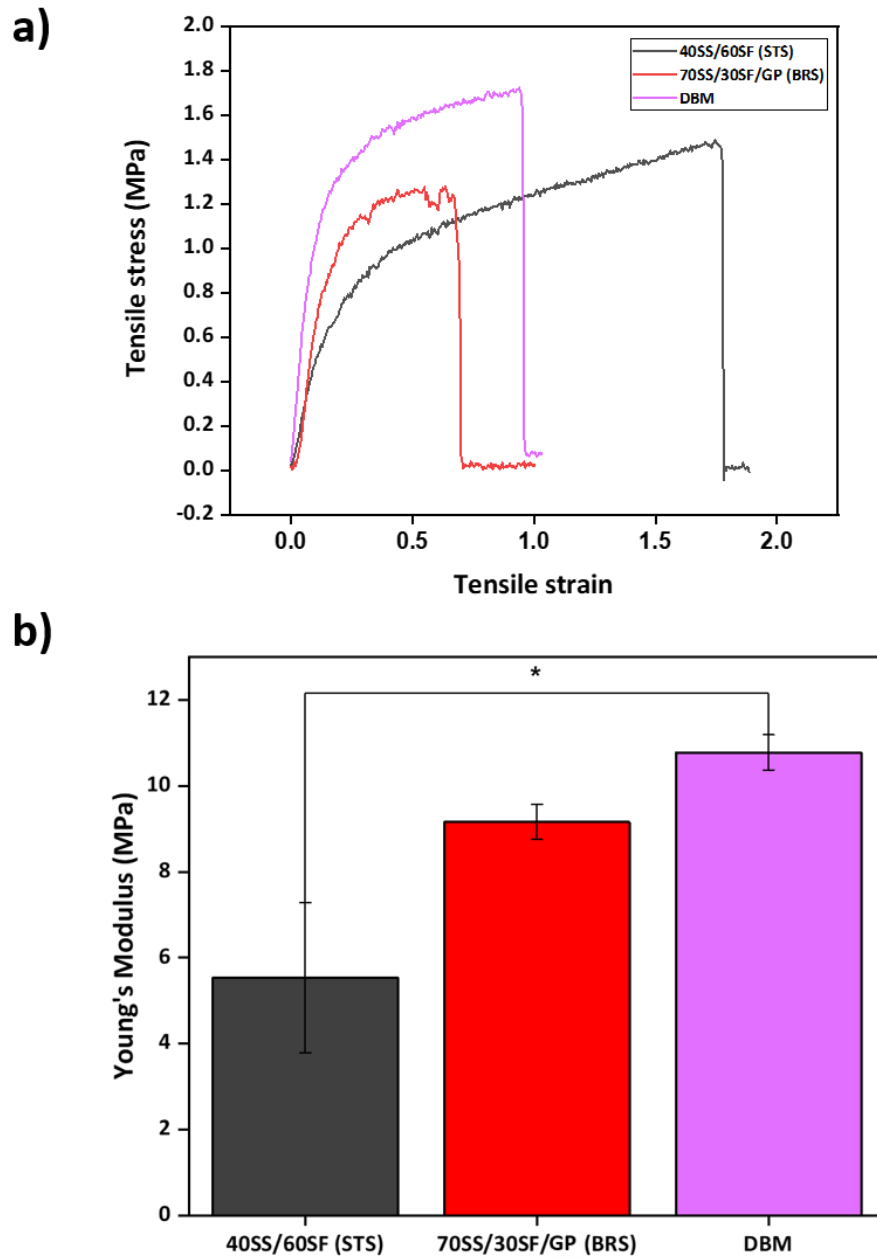 a)
2.0
1.8
1.6
1.4
1.2
1.0
0.8
0.6
0.4
0.2
0.0
-0.2
Tensile stress (MPa)
40SS/60SF (STS)
70SS/30SF/GP (BRS)
DBM
0.0 0.5 1.0 1.5 2.0
Tensile strain
b)
12
10
8
6
4
2
0
Young's Modulus (MPa)
*
40SS/60SF (STS) 70SS/30SF/GP (BRS) DBM